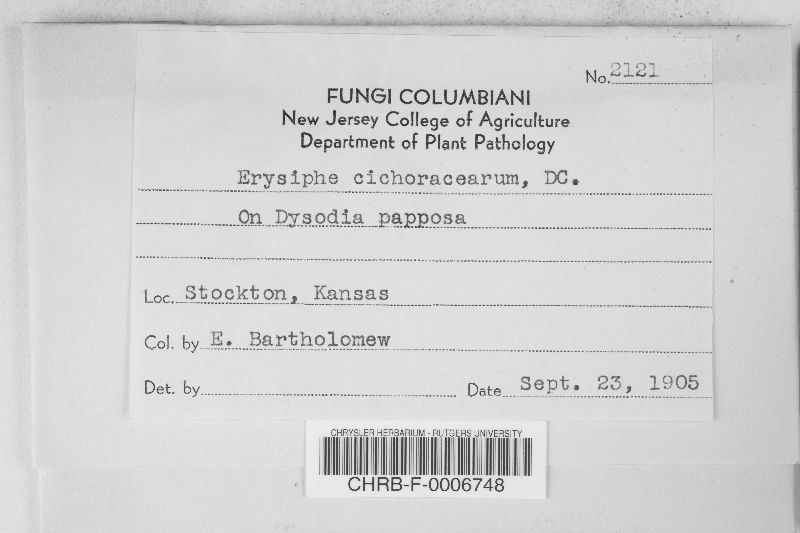 No. 2121
FUNGI COLUMBIANI
New Jersey College of Agriculture
Department of Plant Pathology
Erysiphe cichoracearum, DC.
On Dysodia papposa
Loc. Stockton, Kansas
Col. by E. Bartholomew
Det. by
Date Sept. 23, 1905
CHRYSLER HERBARIUM - RUTGERS UNIVERSITY
CHRB-F-0006748